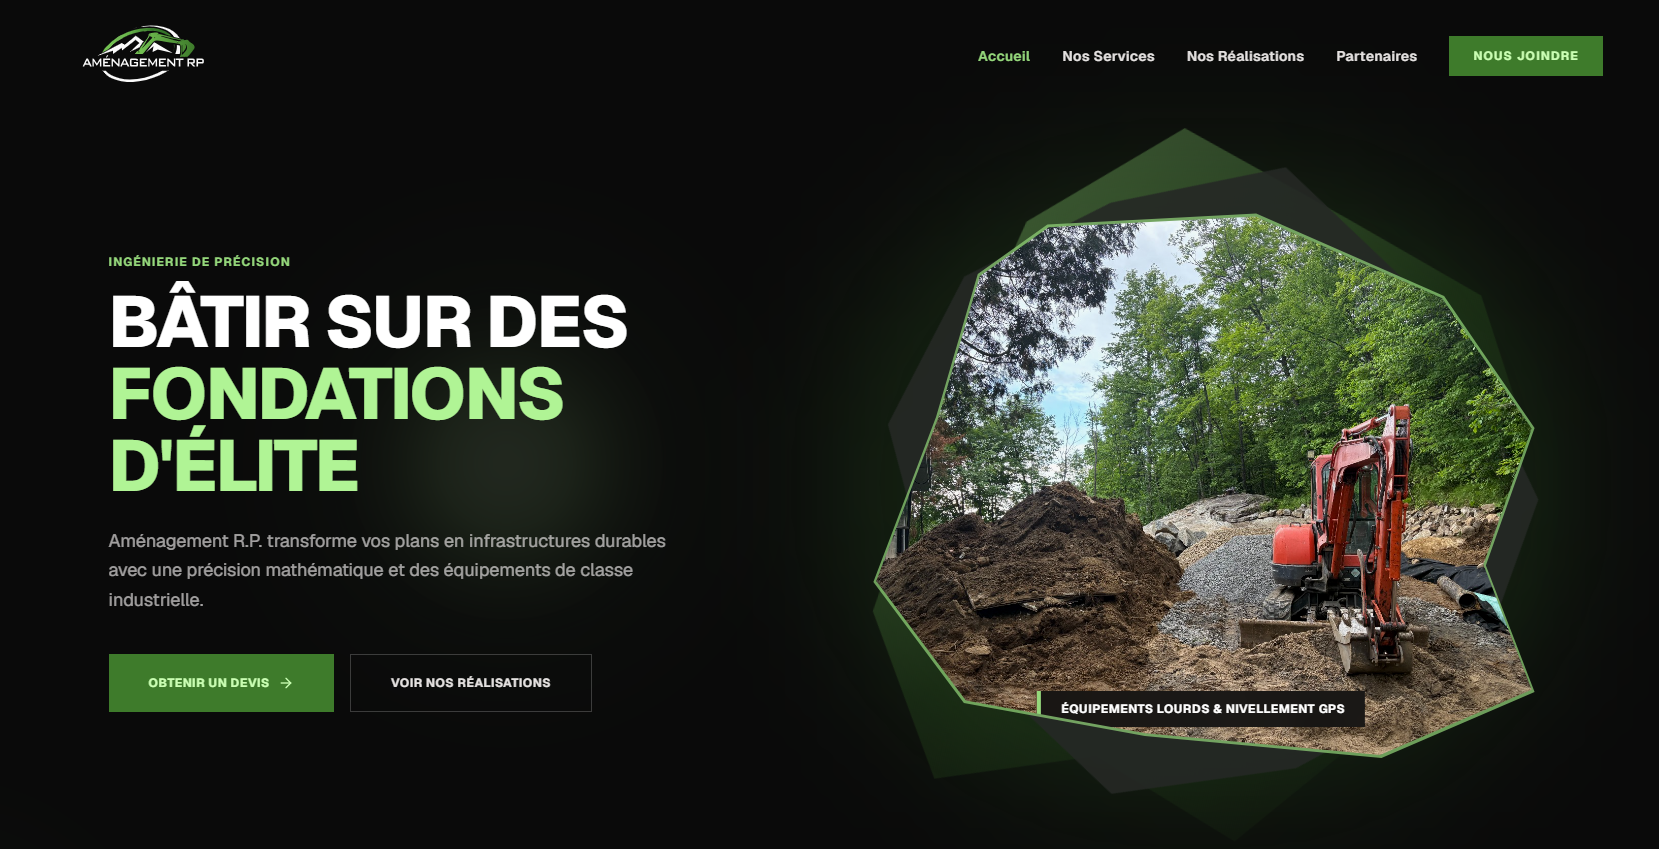 AMÉNAGEMENT RP
Accueil
Nos Services
Nos Réalisations
Partenaires
NOUS JOINDRE
INGÉNIERIE DE PRÉCISION
BÂTIR SUR DES
FONDATIONS
D'ÉLITE
Aménagement R.P. transforme vos plans en infrastructures durables
avec une précision mathématique et des équipements de classe
industrielle.
OBTENIR UN DEVIS →
VOIR NOS RÉALISATIONS
ÉQUIPEMENTS LOURDS & NIVELLEMENT GPS